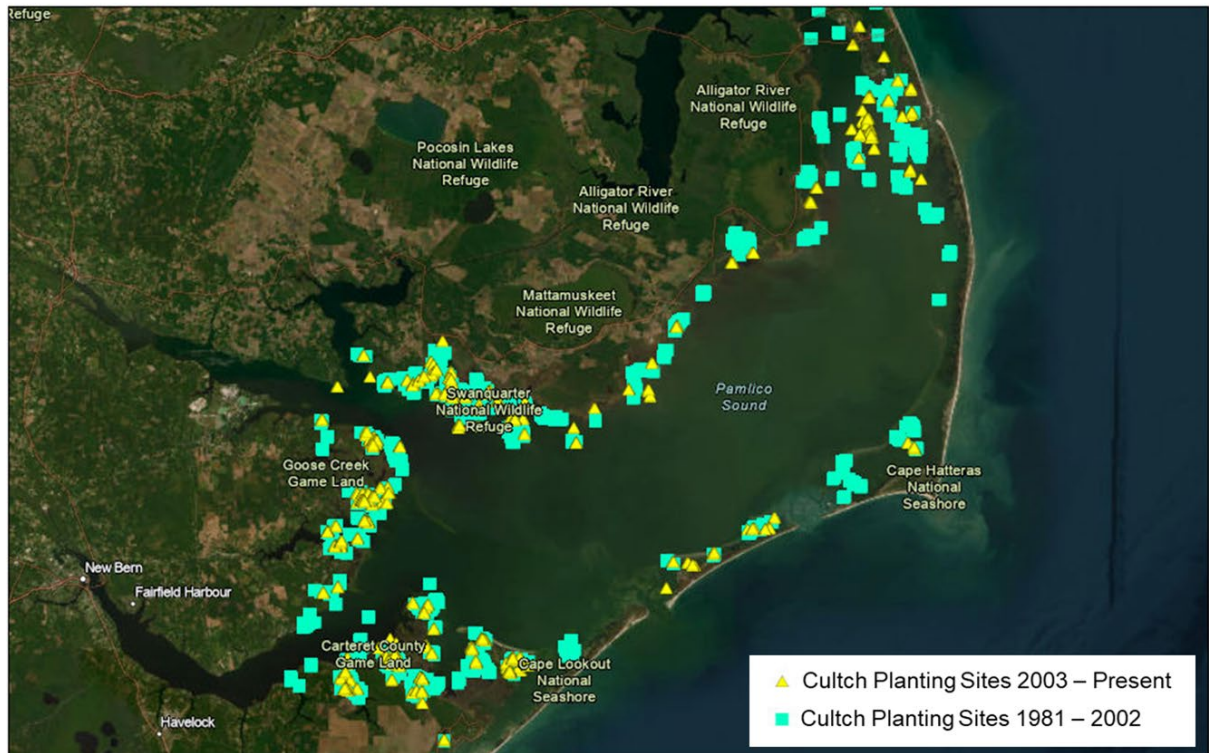 Refuge
Alligator River
National Wildlife
Refuge
Pocosin Lakes
National Wildlife
Refuge
Alligator River
National Wildlife
Refuge
Mattamuskeet
National Wildlife
Refuge
Pamlico
Sound
Swanquarter
National Wildlife
Refuge
Goose Creek
Game Land
Cape Hatteras
National
Seashore
New Bern
Fairfield Harbour
Carteret County
Game Land
Cape Lookout
National
Seashore
Havelock
Cultch Planting Sites 2003 – Present
Cultch Planting Sites 1981 – 2002